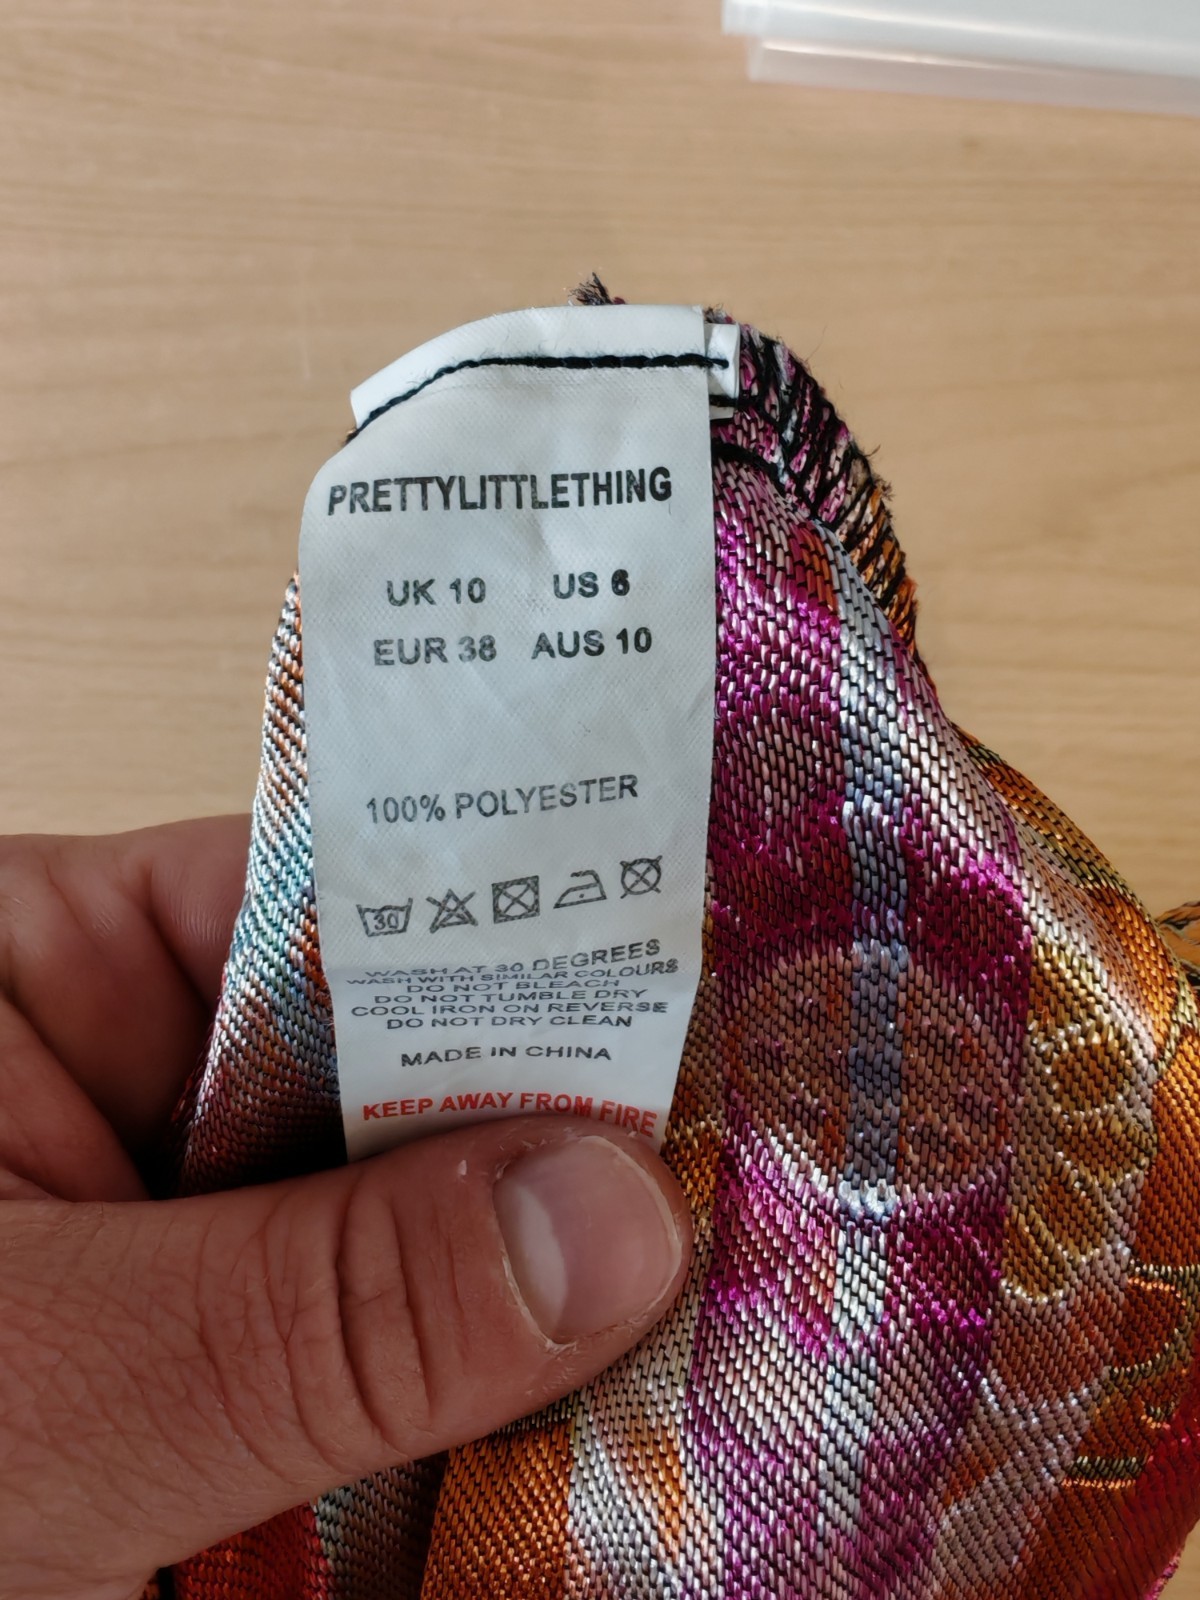 PRETTYLITTLETHING
UK 10 US 6
EUR 38 AUS 10
100% POLYESTER
30
WASH AT 30 DEGREES
WASH WITH SIMILAR COLOURS
DO NOT BLEACH
DO NOT TUMBLE DRY
COOL IRON ON REVERSE
DO NOT DRY CLEAN
MADE IN CHINA
KEEP AWAY FROM FIRE